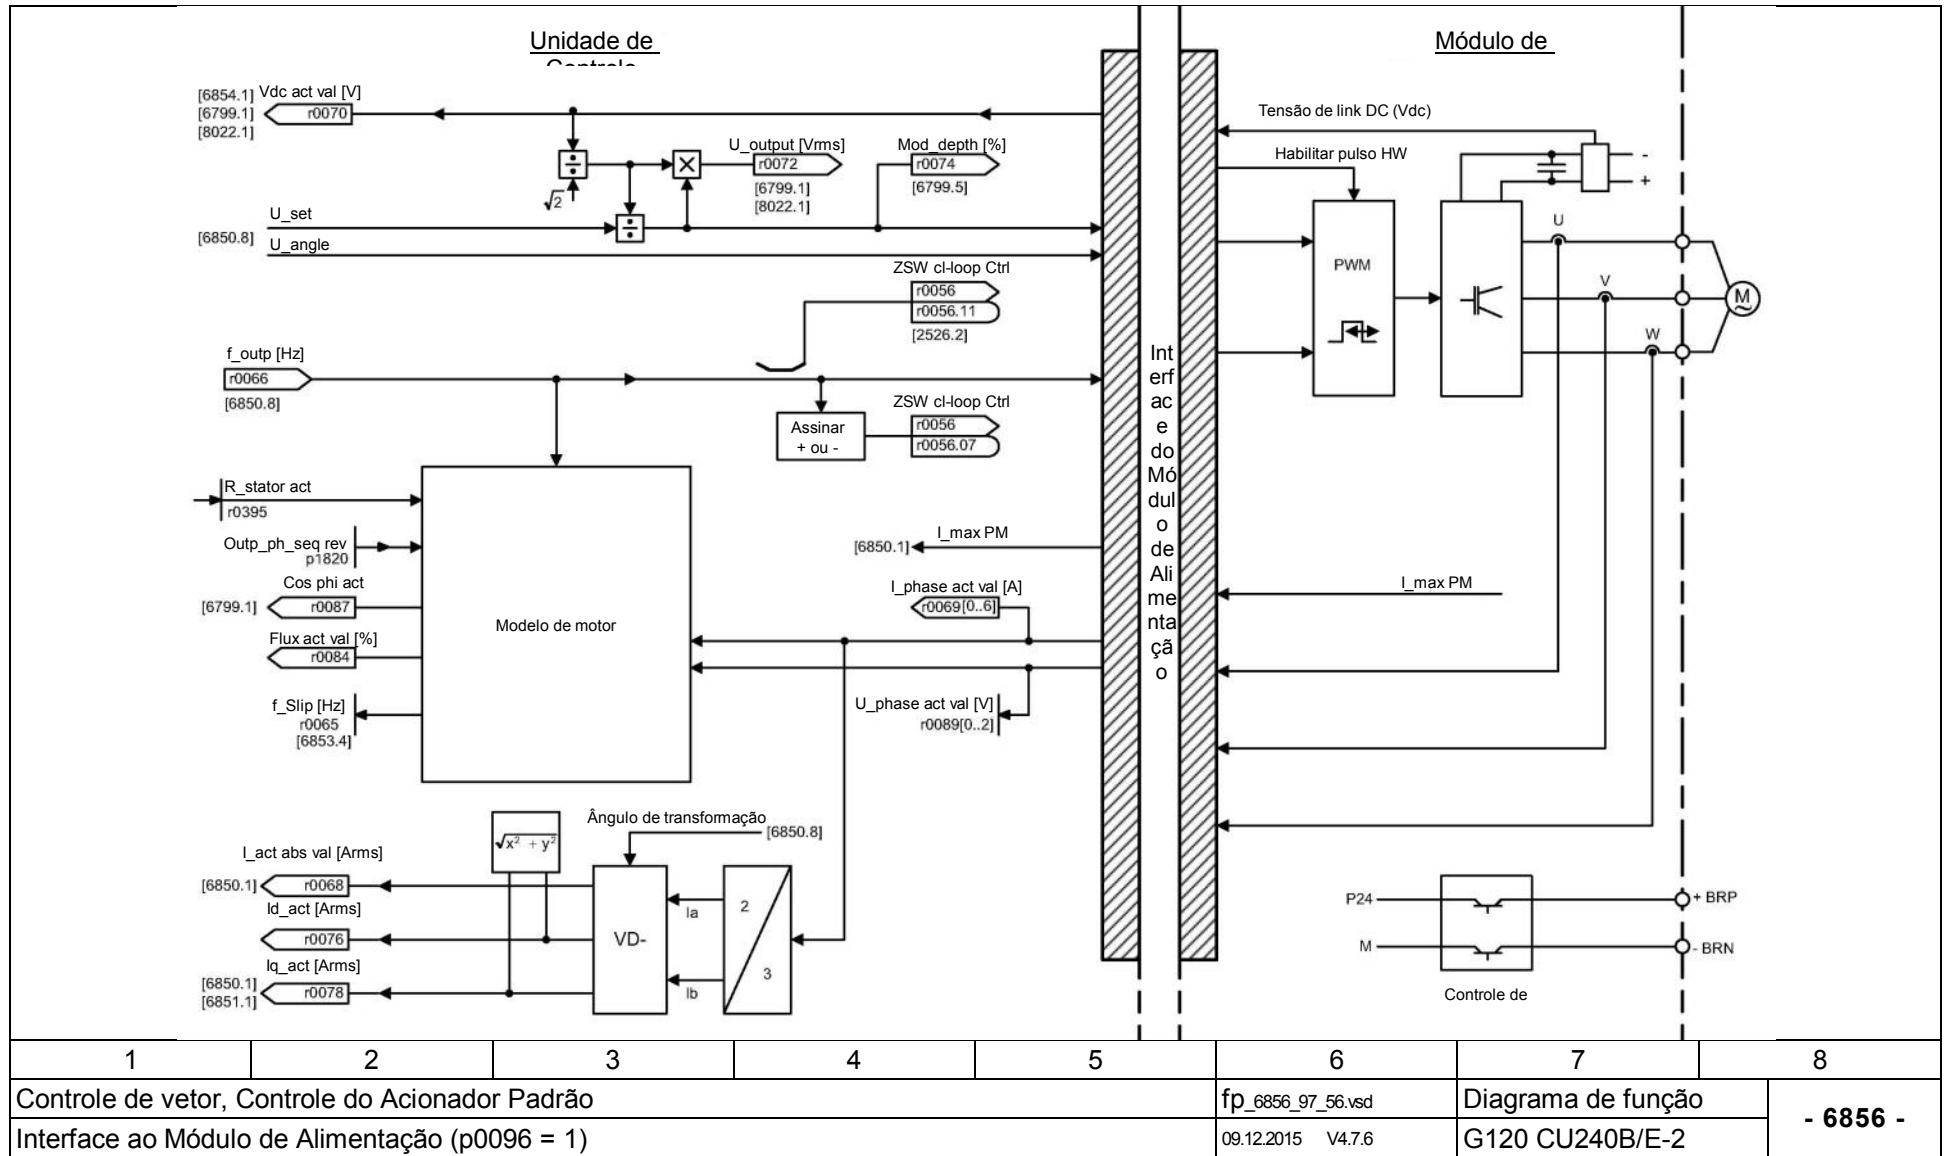 Unidade de
Módulo de
[6854.1]
[6799.1]
[8022.1]
Vdc act val [V]
r0070
÷
√2
×
U_output [Vrms]
r0072
[6799.1]
[8022.1]
Mod_depth [%]
r0074
[6799.5]
U_set
÷
[6850.8]
U_angle
ZSW cl-loop Ctrl
r0056
r0056.11
[2526.2]
f_outp [Hz]
r0066
[6850.8]
Assinar
+ ou -
ZSW cl-loop Ctrl
r0056
r0056.07
R_stator act
r0395
Outp_ph_seq rev
p1820
Cos phi act
[6799.1]
r0087
Flux act val [%]
r0084
f_Slip [Hz]
r0065
[6853.4]
Modelo de motor
[6850.1]
I_max PM
I_phase act val [A]
r0069[0..6]
U_phase act val [V]
r0089[0..2]
√x² + y²
Ângulo de transformação
[6850.8]
I_act abs val [Arms]
[6850.1]
r0068
Id_act [Arms]
r0076
Iq_act [Arms]
[6850.1]
[6851.1]
r0078
VD-
Ia
Ib
2
3
Int
erf
ac
e
do
Mó
dul
o
de
Ali
me
nta
çã
o
Tensão de link DC (Vdc)
Habilitar pulso HW
-
+
PWM
U
V
W
M
~
I_max PM
P24
M
+ BRP
- BRN
Controle de
1 2 3 4 5 6 7 8
Controle de vetor, Controle do Acionador Padrão
fp_6856_97_56.vsd
Diagrama de função
- 6856 -
Interface ao Módulo de Alimentação (p0096 = 1)
09.12.2015 V4.7.6
G120 CU240B/E-2